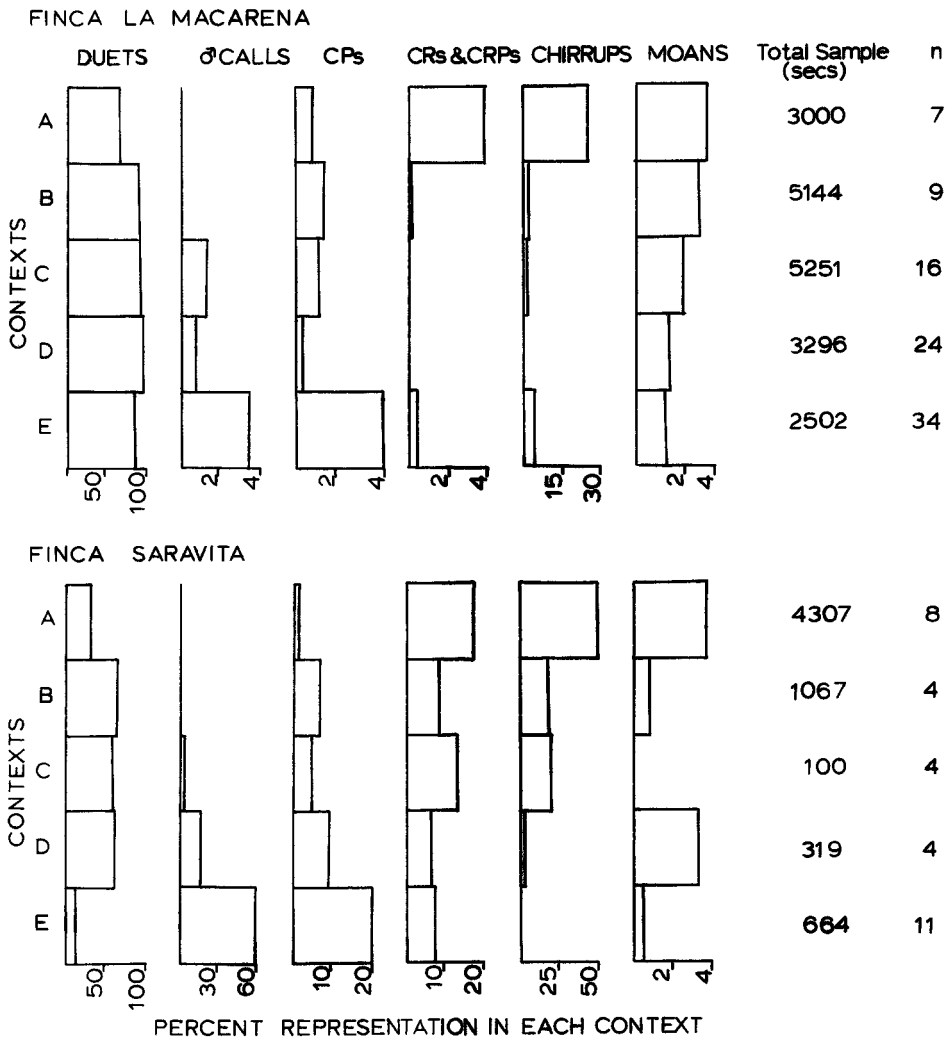 FINCA LA MACARENA
DUETS ♂CALLS CPs CRs &CRPs CHIRRUPS MOANS Total Sample (secs) n
CONTEXTS
A 3000 7
B 5144 9
C 5251 16
D 3296 24
E 2502 34
50 100 2 4 2 4 2 4 15 30 2 4
FINCA SARAVITA
CONTEXTS
A 4307 8
B 1067 4
C 100 4
D 319 4
E 664 11
50 100 30 60 10 20 10 20 25 50 2 4
PERCENT REPRESENTATION IN EACH CONTEXT